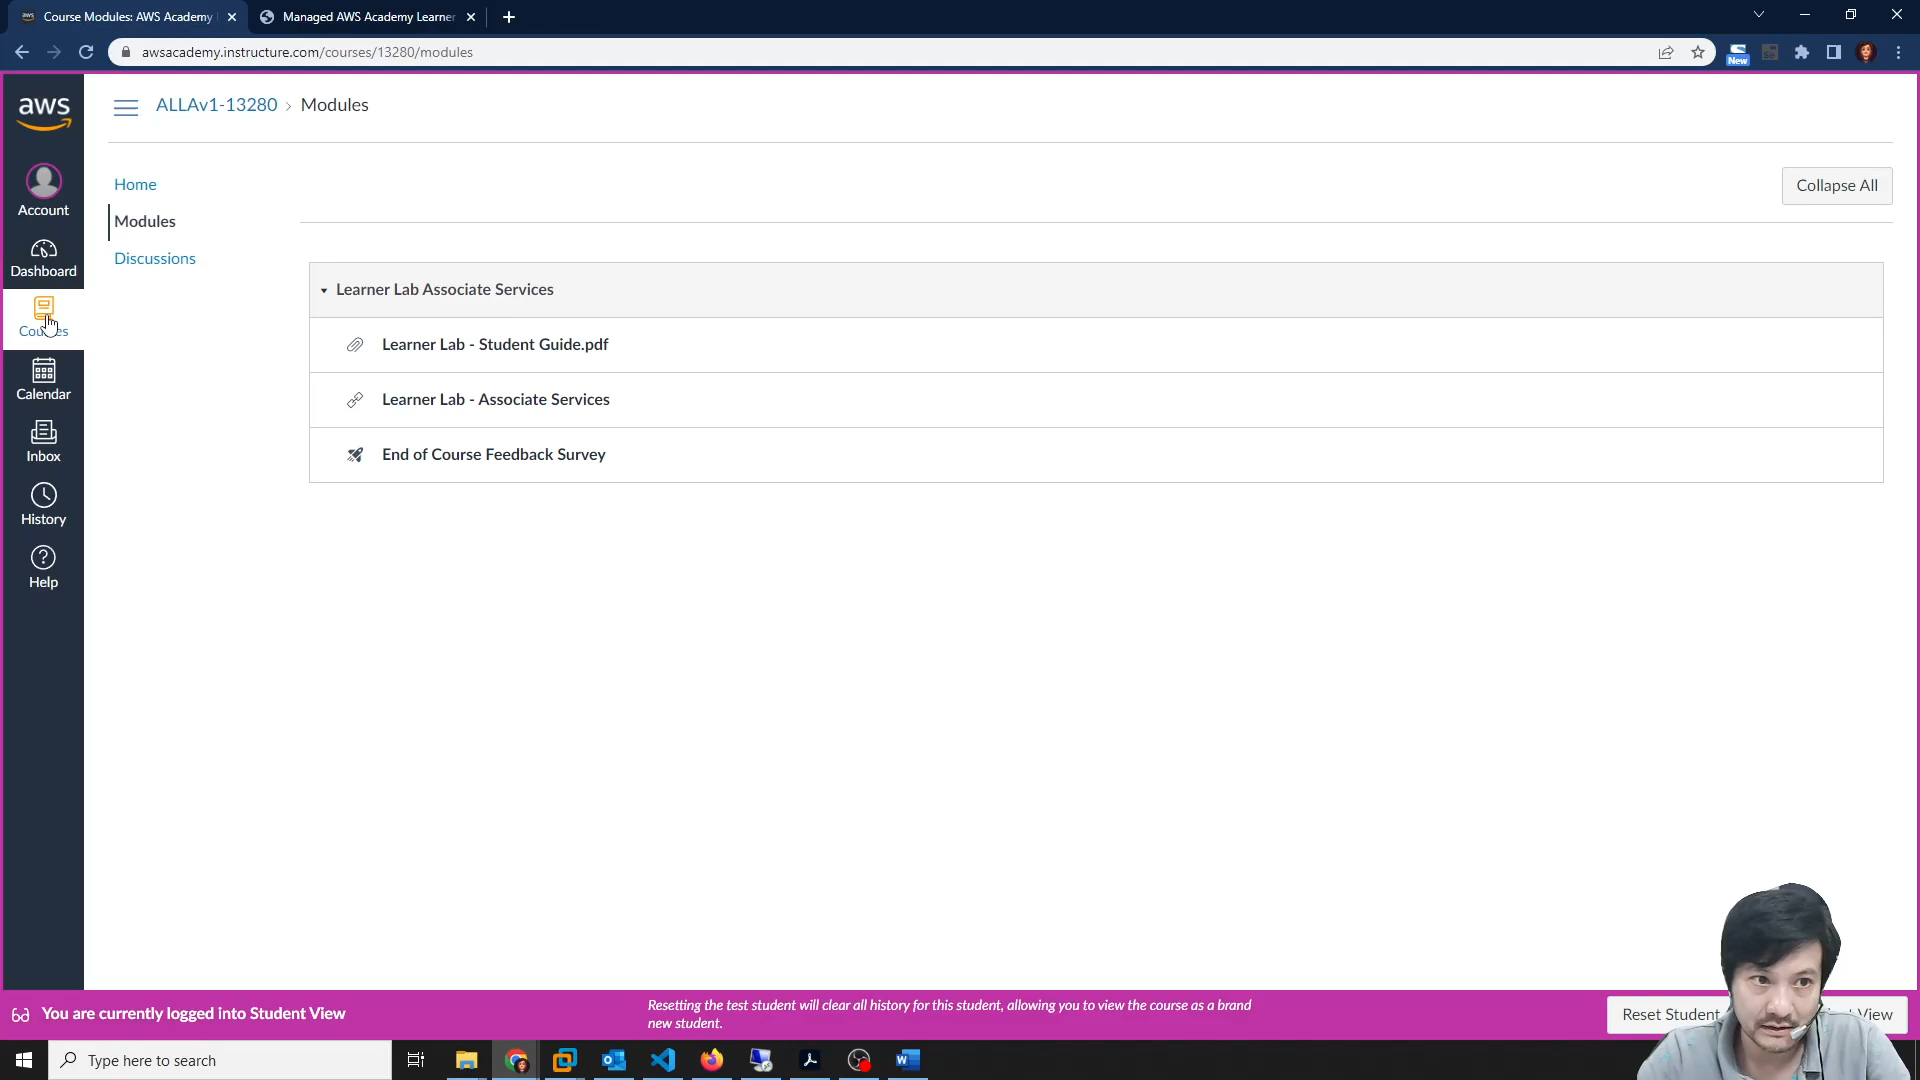 Course Modules: AWS Academy
Managed AWS Academy Learner
awsacademy.instructure.com/courses/13280/modules
New
aws
ALLAv1-13280 › Modules
Account
Dashboard
Courses
Calendar
Inbox
History
Help
Home
Modules
Discussions
Collapse All
Learner Lab Associate Services
Learner Lab - Student Guide.pdf
Learner Lab - Associate Services
End of Course Feedback Survey
You are currently logged into Student View
Resetting the test student will clear all history for this student, allowing you to view the course as a brand
new student.
Reset Student
View
Type here to search